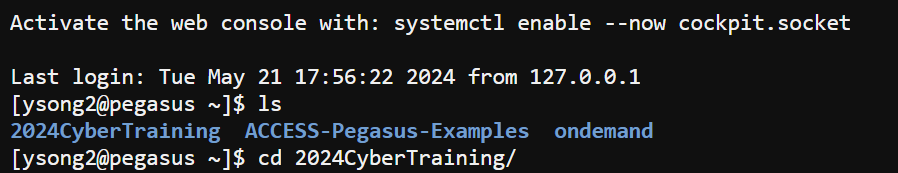 Activate the web console with: systemctl enable --now cockpit.socket
Last login: Tue May 21 17:56:22 2024 from 127.0.0.1
[ysong2@pegasus ~]$ ls
2024CyberTraining  ACCESS-Pegasus-Examples  ondemand
[ysong2@pegasus ~]$ cd 2024CyberTraining/